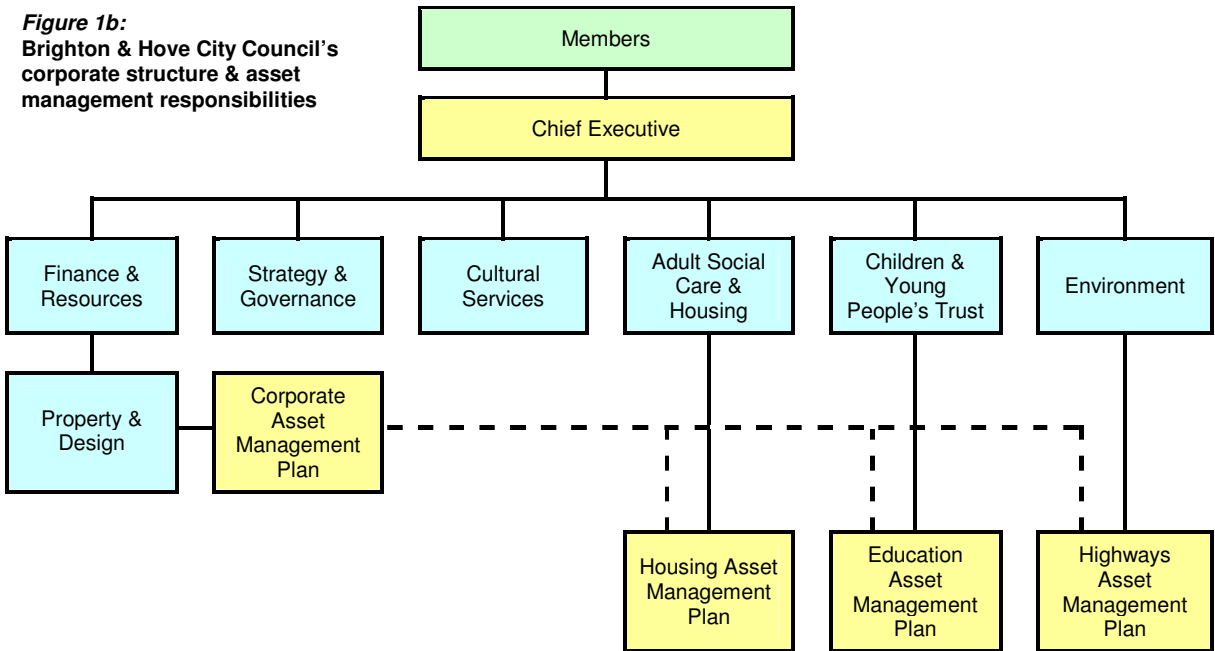 Figure 1b:
Brighton & Hove City Council's
corporate structure & asset
management responsibilities
Members
Chief Executive
Finance &
Resources
Strategy &
Governance
Cultural
Services
Adult Social
Care &
Housing
Children &
Young
People's Trust
Environment
Property &
Design
Corporate
Asset
Management
Plan
Housing Asset
Management
Plan
Education
Asset
Management
Plan
Highways
Asset
Management
Plan